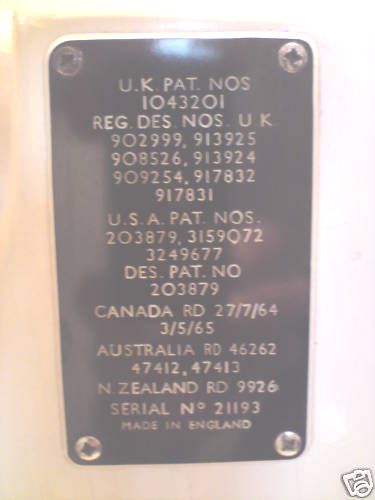 U.K. PAT. NOS
1043201
REG. DES. NOS. U.K.
902999, 913925
908526, 913924
909254, 917832
917831
U.S.A. PAT. NOS.
203879, 3159072
3249677
DES. PAT. NO
203879
CANADA RD 27/7/64
3/5/65
AUSTRALIA RD 46262
47412, 47413
N. ZEALAND RD 9926
SERIAL Nº 21193
MADE IN ENGLAND